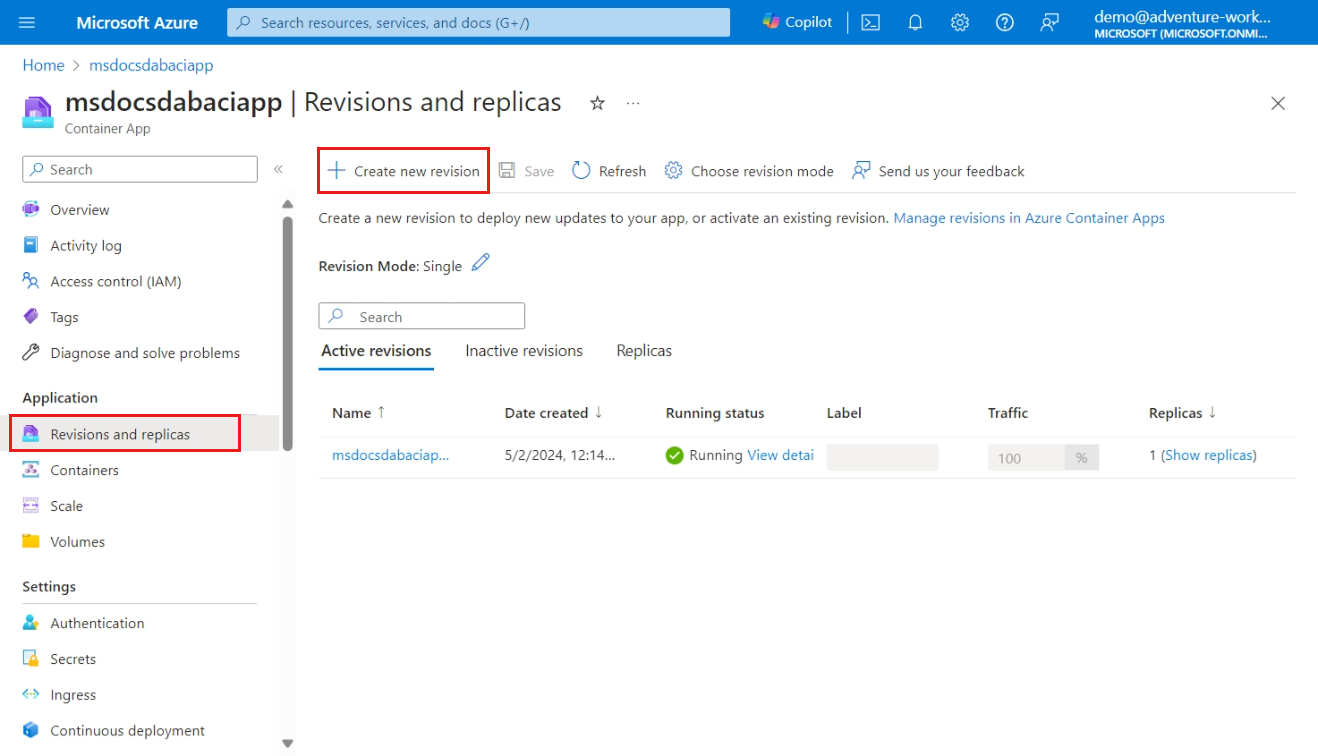 Microsoft Azure
Search resources, services, and docs (G+/)
Copilot
demo@adventure-work...
MICROSOFT (MICROSOFT.ONMI...
Home > msdocsdabaciapp
msdocsdabaciapp | Revisions and replicas
Container App
Search
Overview
Activity log
Access control (IAM)
Tags
Diagnose and solve problems
Application
Revisions and replicas
Containers
Scale
Volumes
Settings
Authentication
Secrets
Ingress
Continuous deployment
Create new revision
Save
Refresh
Choose revision mode
Send us your feedback
Create a new revision to deploy new updates to your app, or activate an existing revision. Manage revisions in Azure Container Apps
Revision Mode: Single
Search
Active revisions
Inactive revisions
Replicas
Name ↑ Date created ↓ Running status Label Traffic Replicas ↓
msdocsdabaciap... 5/2/2024, 12:14... Running View detai 100 % 1 (Show replicas)